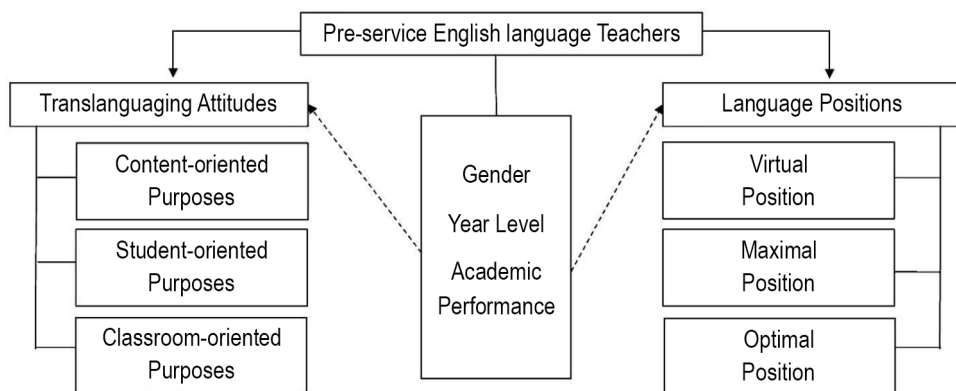 Pre-service English language Teachers
Translanguaging Attitudes
Content-oriented
Purposes
Student-oriented
Purposes
Classroom-oriented
Purposes
Gender
Year Level
Academic
Performance
Language Positions
Virtual
Position
Maximal
Position
Optimal
Position